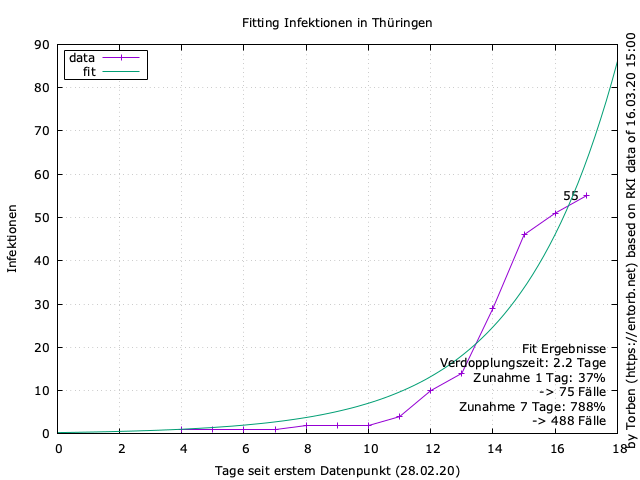 Fitting Infektionen in Thüringen
data
fit
90
80
70
60
50
40
30
20
10
0
Infektionen
55
Fit Ergebnisse
Verdopplungszeit: 2.2 Tage
Zunahme 1 Tag: 37%
-> 75 Fälle
Zunahme 7 Tage: 788%
-> 488 Fälle
0 2 4 6 8 10 12 14 16 18
Tage seit erstem Datenpunkt (28.02.20)
by Torben (https://entorb.net) based on RKI data of 16.03.20 15:00